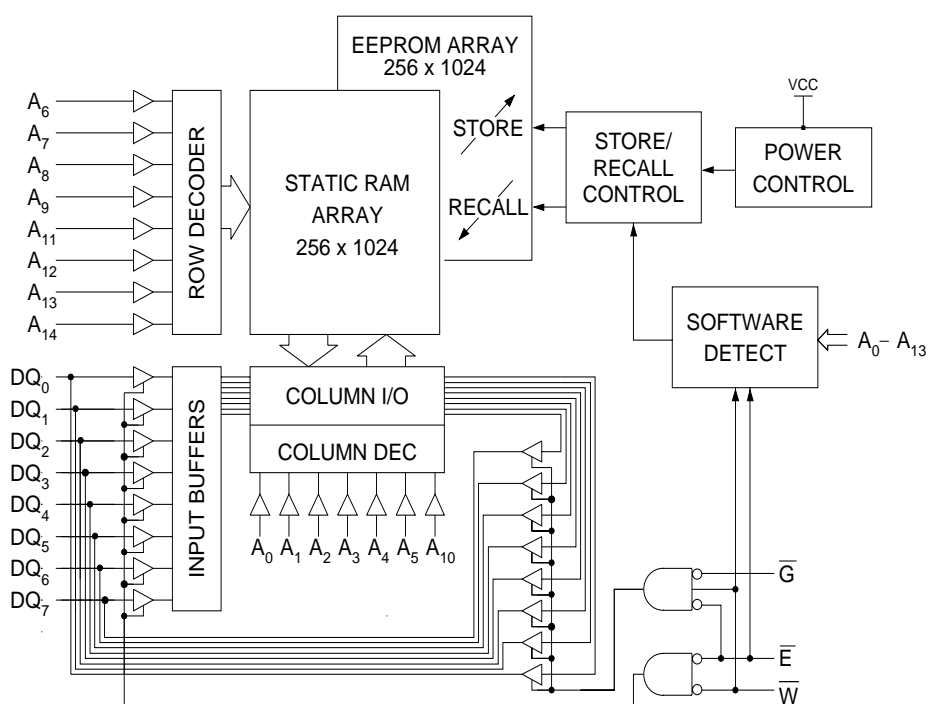 EEPROM ARRAY
256 x 1024
STORE
RECALL
STATIC RAM
ARRAY
256 x 1024
ROW DECODER
A6
A7
A8
A9
A11
A12
A13
A14
VCC
STORE/
RECALL
CONTROL
POWER
CONTROL
SOFTWARE
DETECT
A0– A13
DQ0
DQ1
DQ2
DQ3
DQ4
DQ5
DQ6
DQ7
INPUT BUFFERS
COLUMN I/O
COLUMN DEC
A0 A1 A2 A3 A4 A5 A10
G
E
W